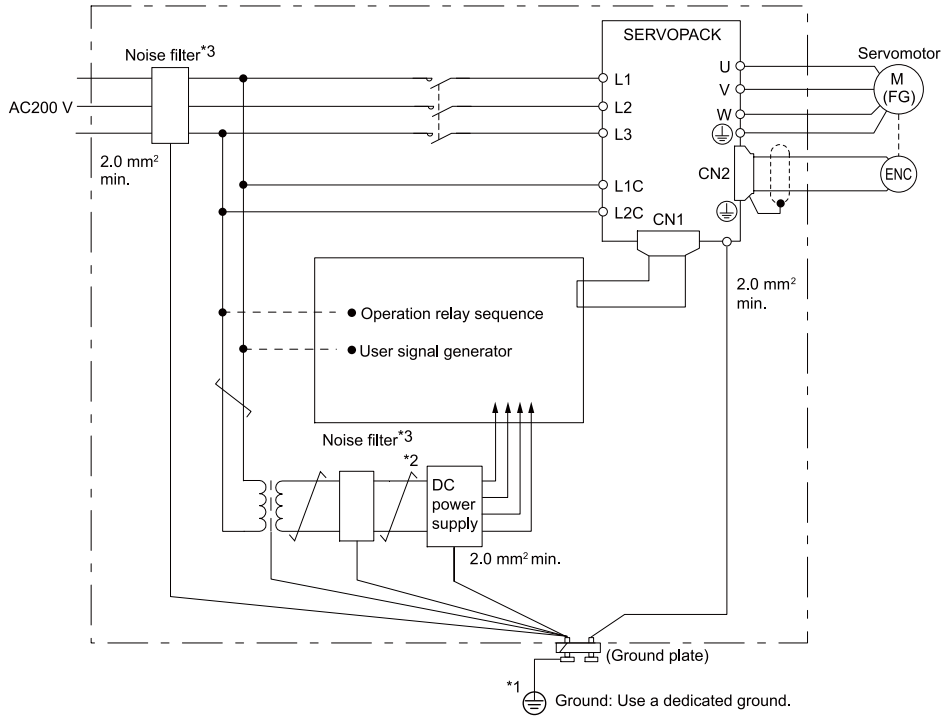 SERVOPACK
Noise filter*3
Servomotor
U
M
(FG)
L1
V
AC200 V
L2
W
L3
2.0 mm²
min.
CN2
ENC
L1C
L2C
CN1
2.0 mm²
min.
Operation relay sequence
User signal generator
Noise filter*3
*2
DC
power
supply
2.0 mm² min.
(Ground plate)
*1
Ground: Use a dedicated ground.